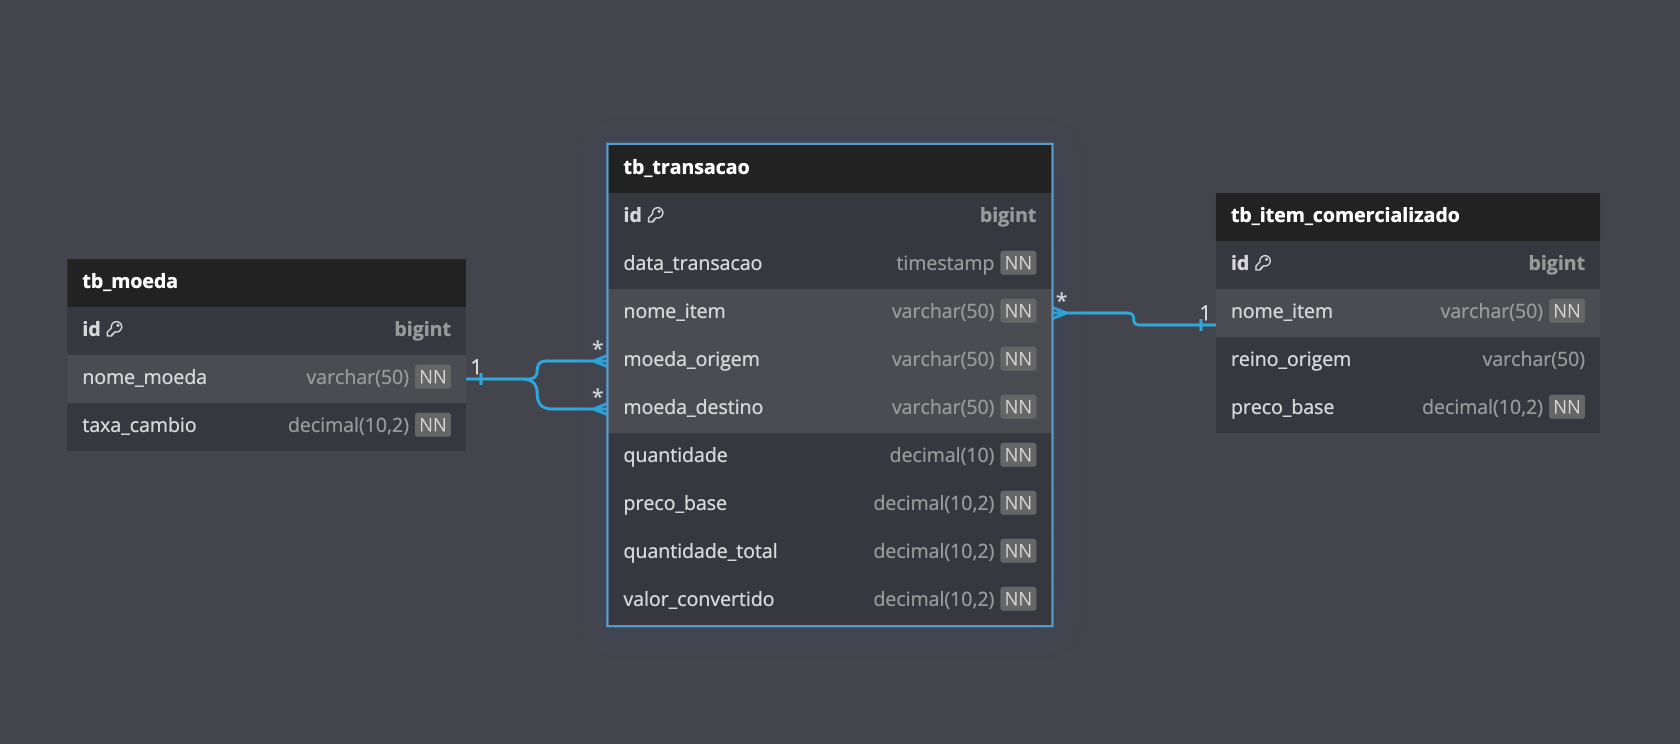 tb_moeda
id bigint
nome_moeda varchar(50) NN
taxa_cambio decimal(10,2) NN
1
*
*
tb_transacao
id bigint
data_transacao timestamp NN
nome_item varchar(50) NN
moeda_origem varchar(50) NN
moeda_destino varchar(50) NN
quantidade decimal(10) NN
preco_base decimal(10,2) NN
quantidade_total decimal(10,2) NN
valor_convertido decimal(10,2) NN
*
1
tb_item_comercializado
id bigint
nome_item varchar(50) NN
reino_origem varchar(50)
preco_base decimal(10,2) NN